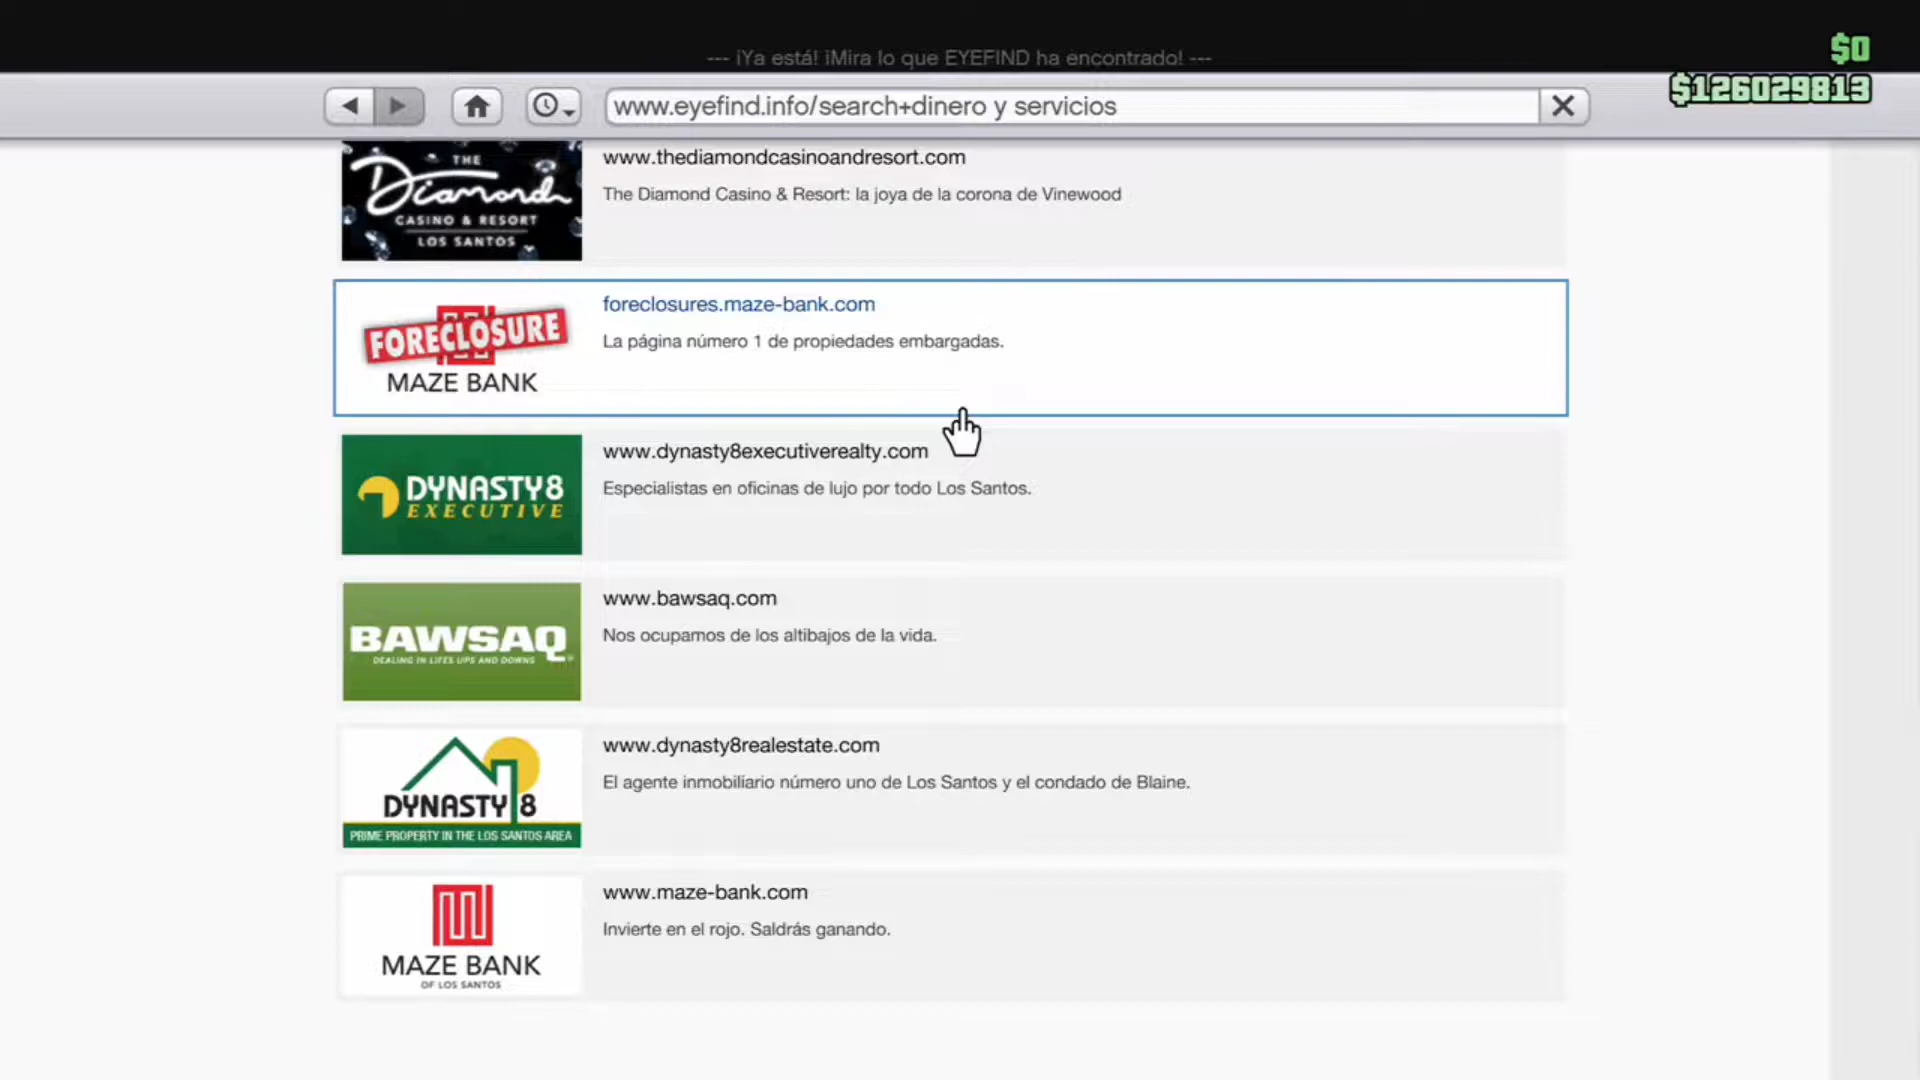 --- ¡Ya está! ¡Mira lo que EYEFIND ha encontrado! ---
$0
$126029813
www.eyefind.info/search+dinero y servicios
THE
Diamond
CASINO & RESORT
LOS SANTOS
www.thediamondcasinoandresort.com
The Diamond Casino & Resort: la joya de la corona de Vinewood
FORECLOSURE
MAZE BANK
foreclosures.maze-bank.com
La página número 1 de propiedades embargadas.
DYNASTY8
EXECUTIVE
www.dynasty8executiverealty.com
Especialistas en oficinas de lujo por todo Los Santos.
BAWSAQ
DEALING IN LIFES UPS AND DOWNS
www.bawsaq.com
Nos ocupamos de los altibajos de la vida.
DYNASTY 8
PRIME PROPERTY IN THE LOS SANTOS AREA
www.dynasty8realestate.com
El agente inmobiliario número uno de Los Santos y el condado de Blaine.
MAZE BANK
OF LOS SANTOS
www.maze-bank.com
Invierte en el rojo. Saldrás ganando.